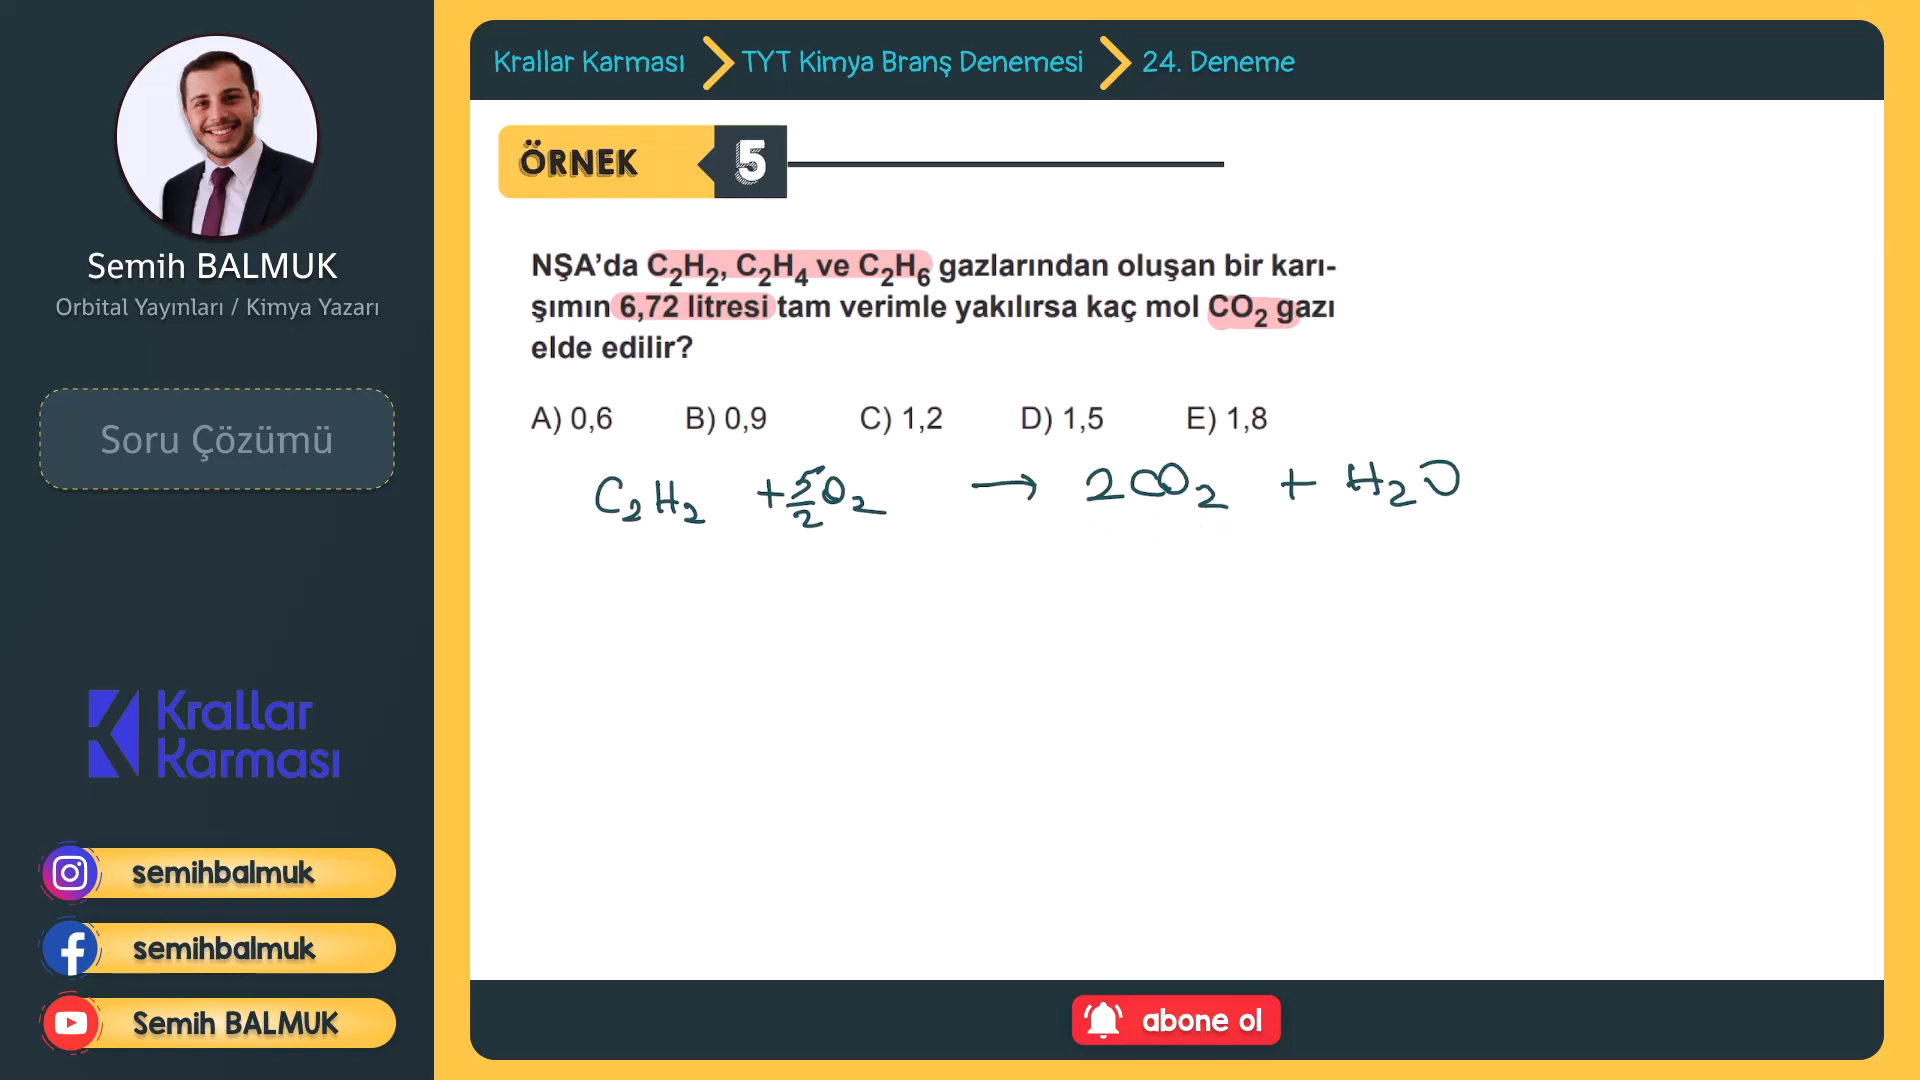 Semih BALMUK
Orbital Yayınları / Kimya Yazarı
Soru Çözümü
Krallar
Karması
semihbalmuk
semihbalmuk
Semih BALMUK
Krallar Karması TYT Kimya Branş Denemesi 24. Deneme
ÖRNEK 5
NŞA’da C₂H₂, C₂H₄ ve C₂H₆ gazlarından oluşan bir karı-
şımın 6,72 litresi tam verimle yakılırsa kaç mol CO₂ gazı
elde edilir?
A) 0,6 B) 0,9 C) 1,2 D) 1,5 E) 1,8
C₂H₂ + 5/2 O₂ → 2CO₂ + H₂O
abone ol